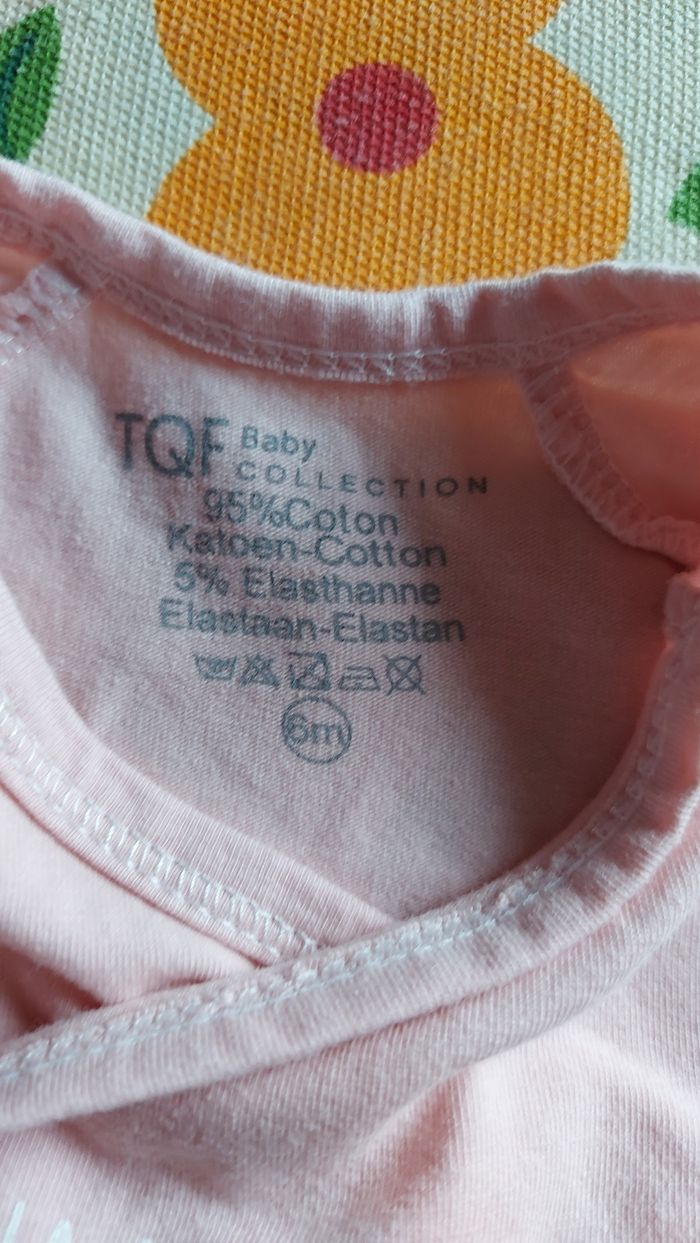 TQF Baby
COLLECTION
95%Coton
Katoen-Cotton
5% Elasthanne
Elastaan-Elastan
6m